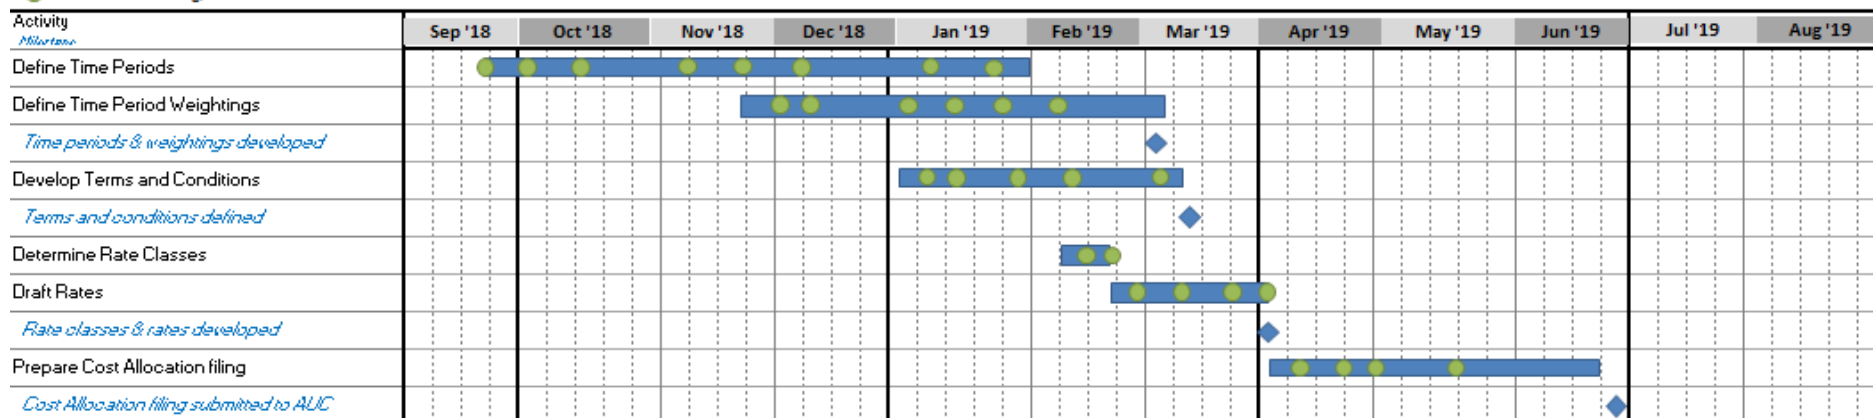 Activity
Milestone
Sep '18 Oct '18 Nov '18 Dec '18 Jan '19 Feb '19 Mar '19 Apr '19 May '19 Jun '19 Jul '19 Aug '19
Define Time Periods
Define Time Period Weightings
Time periods & weightings developed
Develop Terms and Conditions
Terms and conditions defined
Determine Rate Classes
Draft Rates
Rate classes & rates developed
Prepare Cost Allocation filing
Cost Allocation filing submitted to AUC